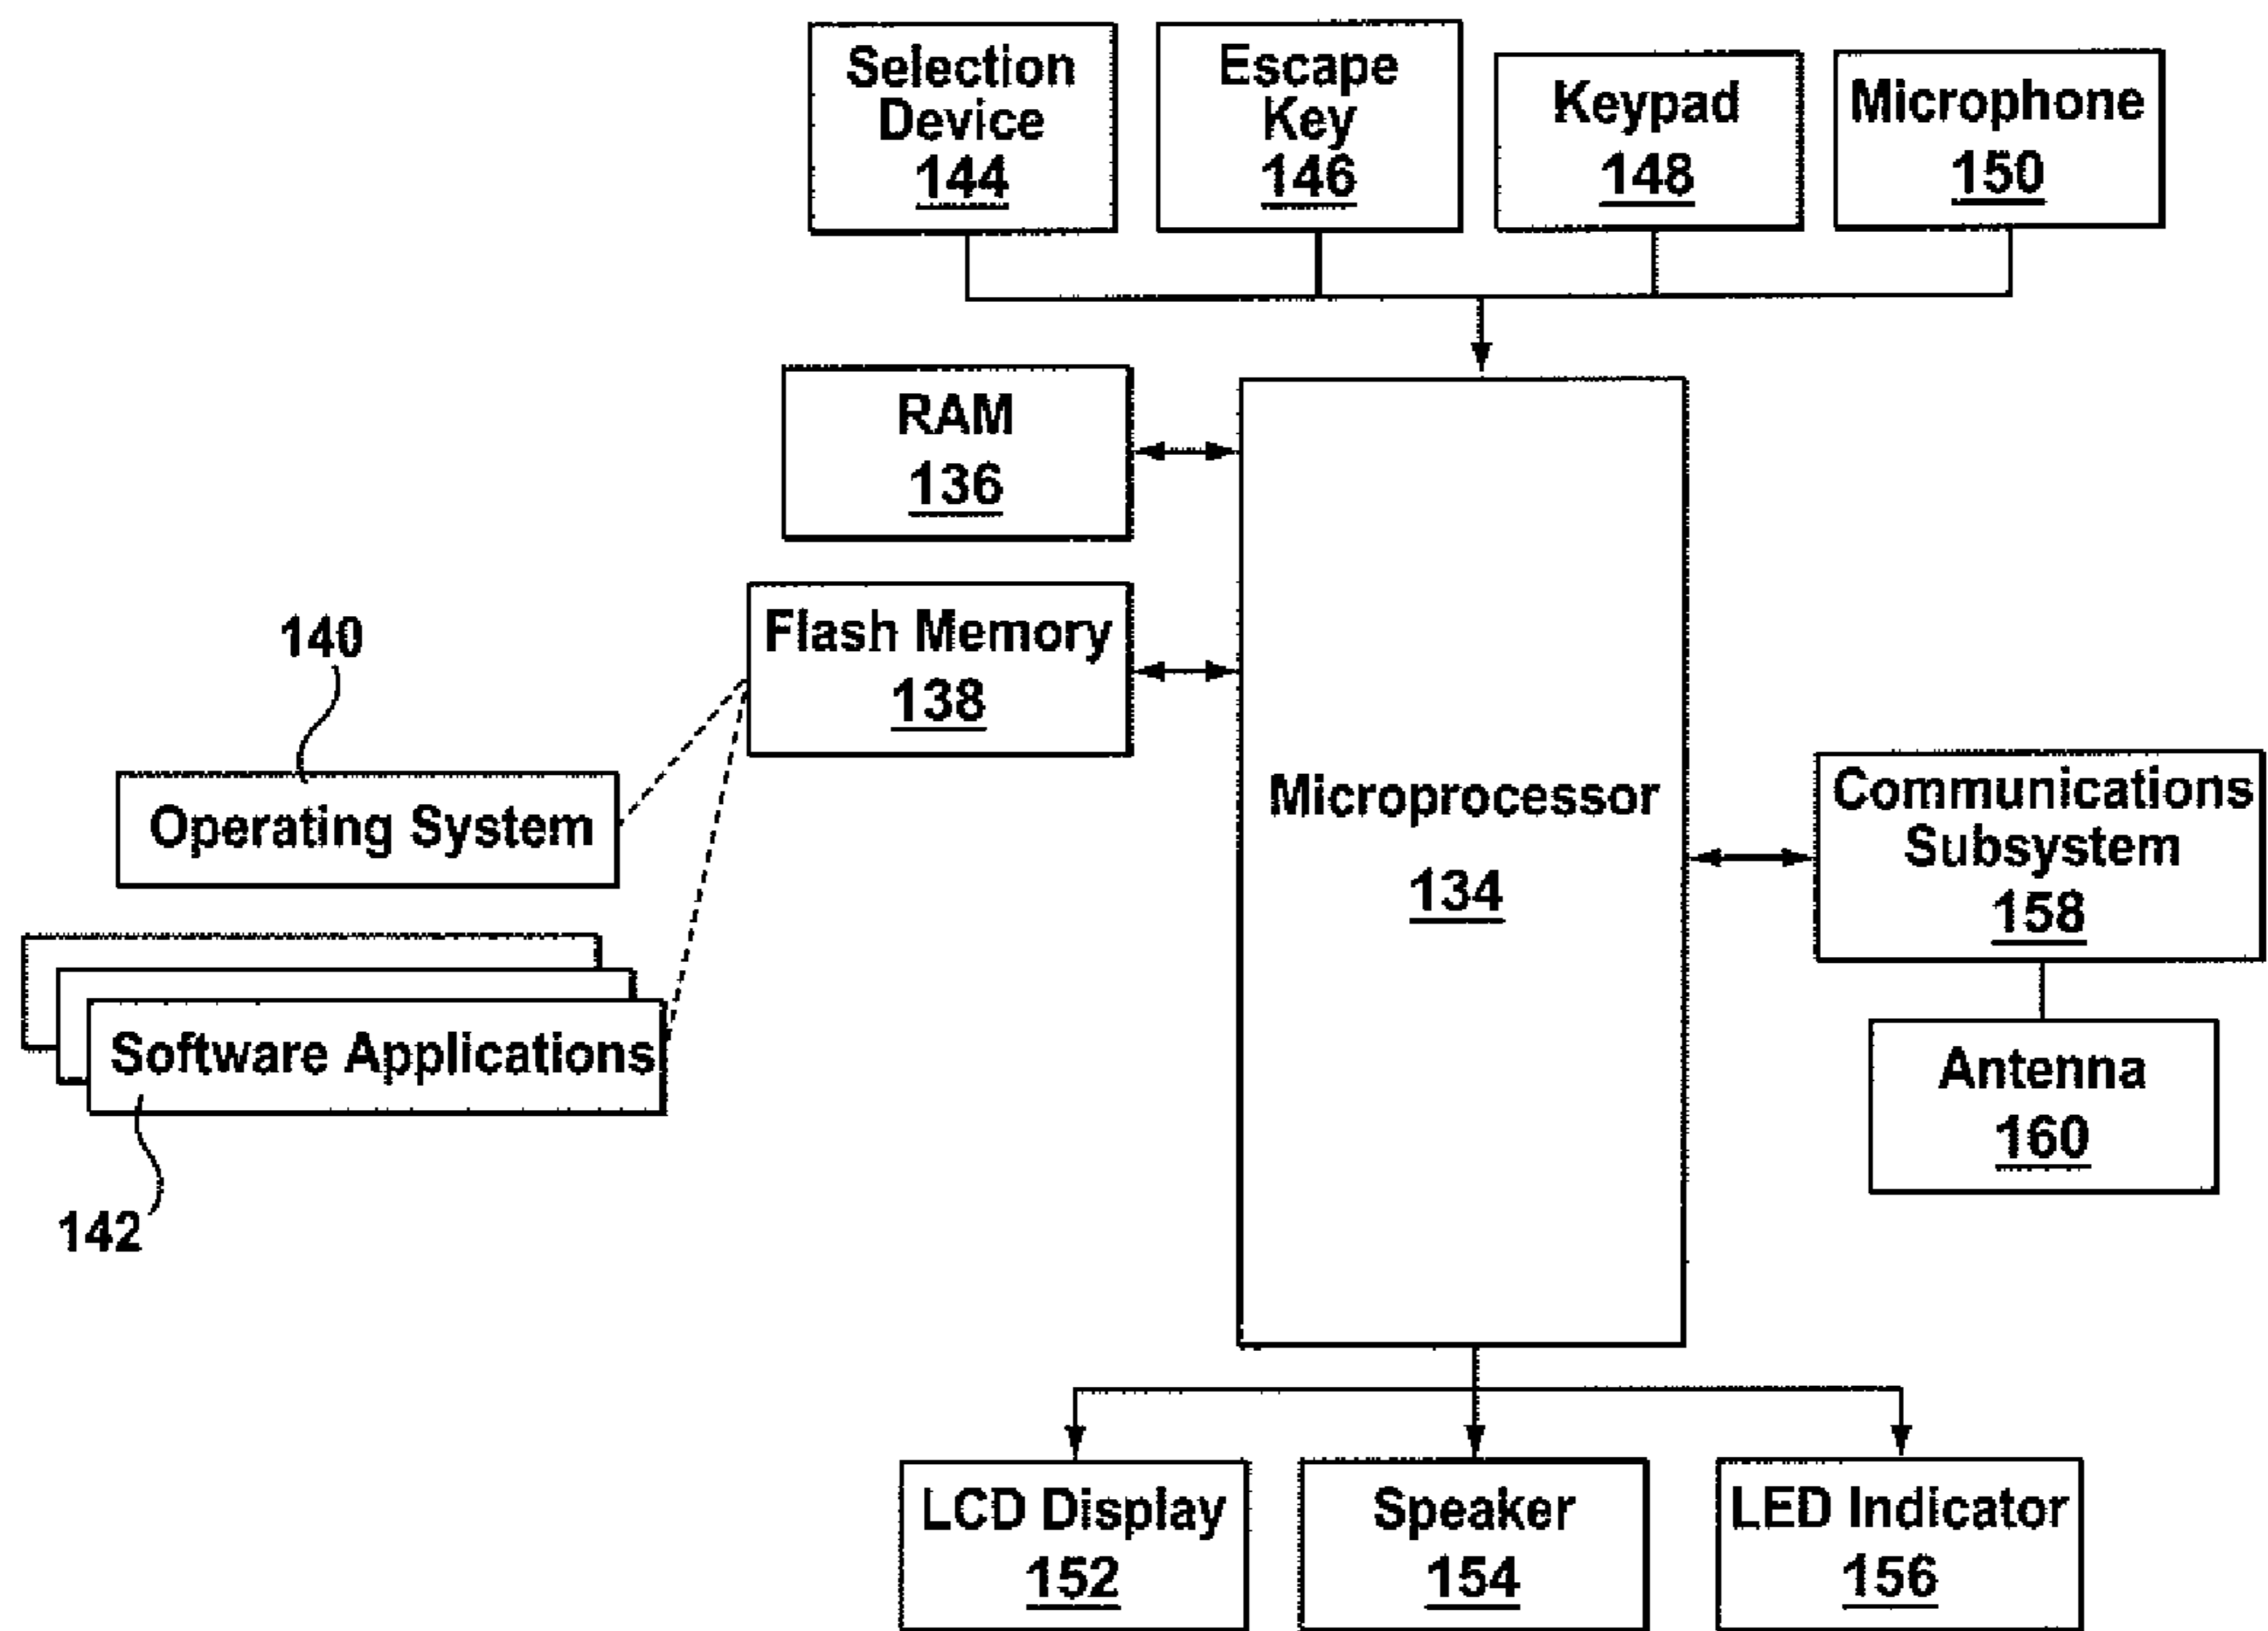 Selection
Device
144
Escape
Key
146
Keypad
148
Microphone
150
RAM
136
Flash Memory
138
140
Operating System
Software Applications
142
Microprocessor
134
Communications
Subsystem
158
Antenna
160
LCD Display
152
Speaker
154
LED Indicator
156